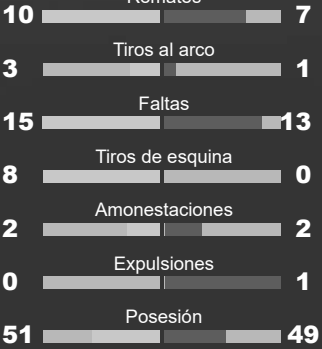 Remates
10 7
Tiros al arco
3 1
Faltas
15 13
Tiros de esquina
8 0
Amonestaciones
2 2
Expulsiones
0 1
Posesión
51 49